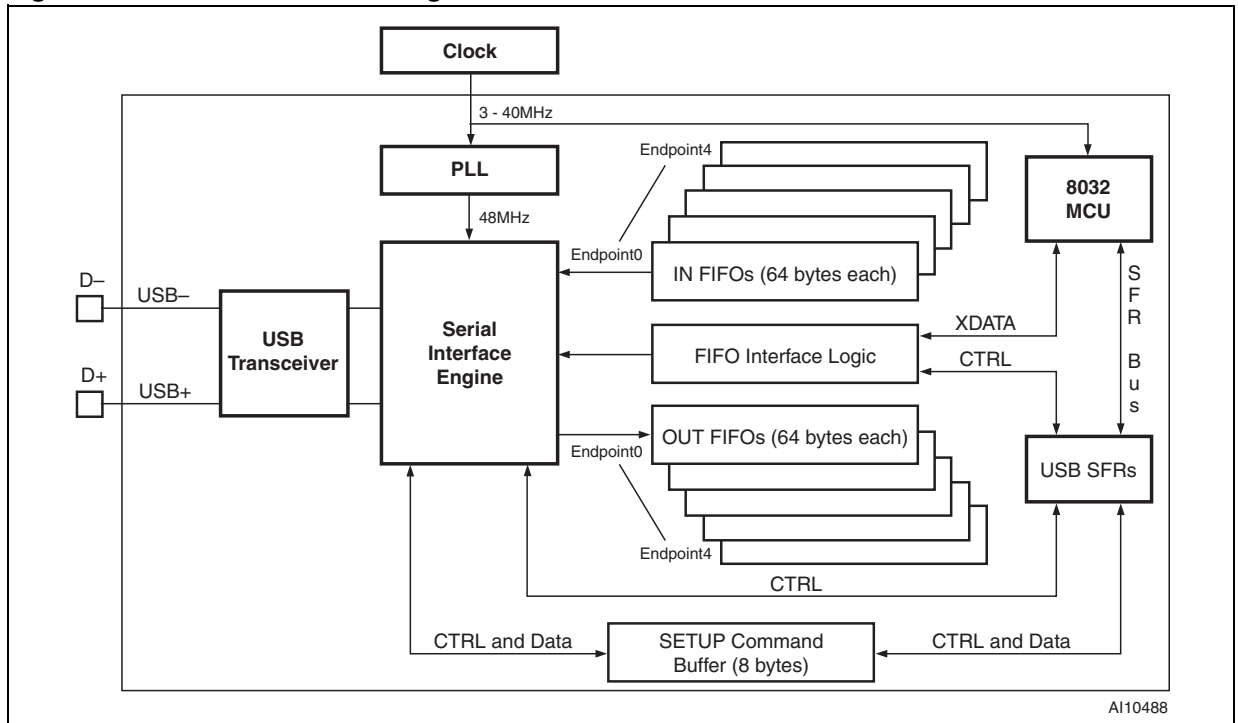 Clock
3 - 40MHz
Endpoint4
PLL
8032
MCU
48MHz
Endpoint0
IN FIFOs (64 bytes each)
D–
USB–
USB
Transceiver
Serial
Interface
Engine
XDATA
SFR Bus
FIFO Interface Logic
CTRL
D+
USB+
OUT FIFOs (64 bytes each)
Endpoint0
USB SFRs
Endpoint4
CTRL
CTRL and Data
SETUP Command
Buffer (8 bytes)
CTRL and Data
AI10488